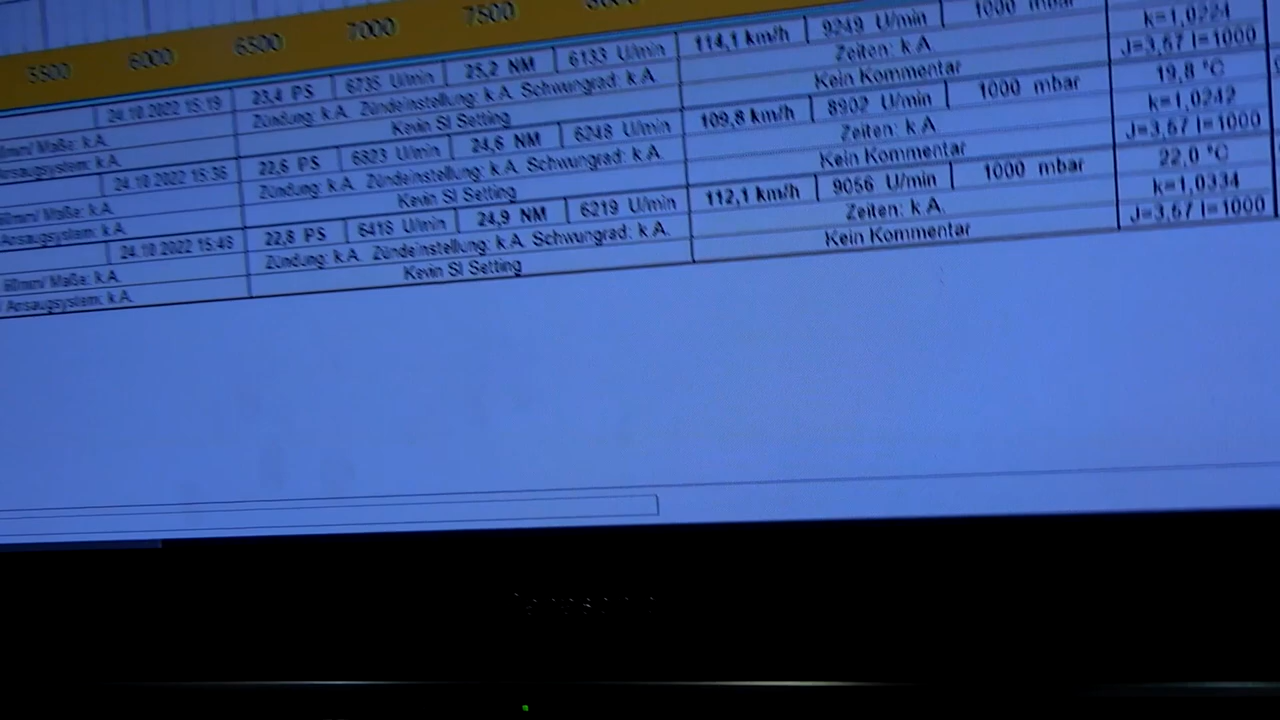 5500 6000 6500 7000 7500
24.10.2022 15:19 23,4 PS 6735 U/min 25,2 NM 6133 U/min 114,1 km/h 9249 U/min 1000 mbar
Maße: k.A. Zündung: k.A. Zündeinstellung: k.A. Schwungrad: k.A. Zeiten: k.A. k=1,0224
Ansaugsystem: k.A. Kevin SI Setting Kein Kommentar J=3,67 I=1000
24.10.2022 15:36 22,6 PS 6323 U/min 24,6 NM 6248 U/min 109,8 km/h 8902 U/min 1000 mbar 19,8 °C
60mm/ Maße: k.A. Zündung: k.A. Zündeinstellung: k.A. Schwungrad: k.A. Zeiten: k.A. k=1,0242
Ansaugsystem: k.A. Kevin SI Setting Kein Kommentar J=3,67 I=1000
24.10.2022 15:48 22,8 PS 6418 U/min 24,9 NM 6219 U/min 112,1 km/h 9056 U/min 1000 mbar 22,0 °C
60mm/ Maße: k.A. Zündung: k.A. Zündeinstellung: k.A. Schwungrad: k.A. Zeiten: k.A. k=1,0334
Ansaugsystem: k.A. Kevin SI Setting Kein Kommentar J=3,67 I=1000
Panasonic